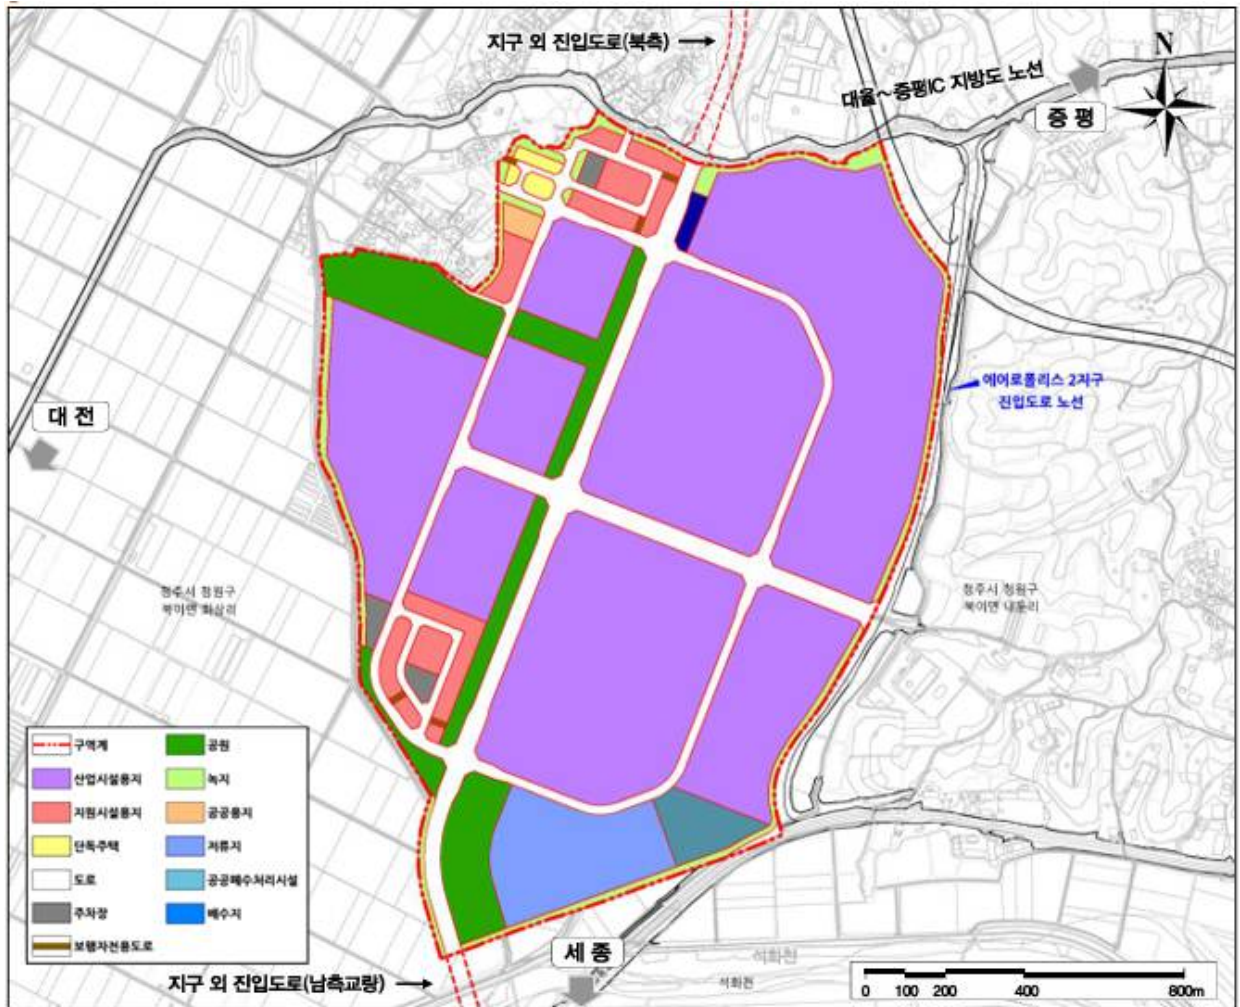 지구 외 진입도로(북측)
N
대율~증평IC 지방도 노선
증 평
에어로폴리스 2지구
진입도로 노선
대 전
청주시 청원구
북이면 화상리
청주시 청원구
북이면 내둔리
구역계
공원
산업시설용지
녹지
지원시설용지
공공용지
단독주택
저류지
도로
공공폐수처리시설
주차장
배수지
보행자전용도로
세 종
석화천
석화천
지구 외 진입도로(남측교량)
0 100 200 400 800m